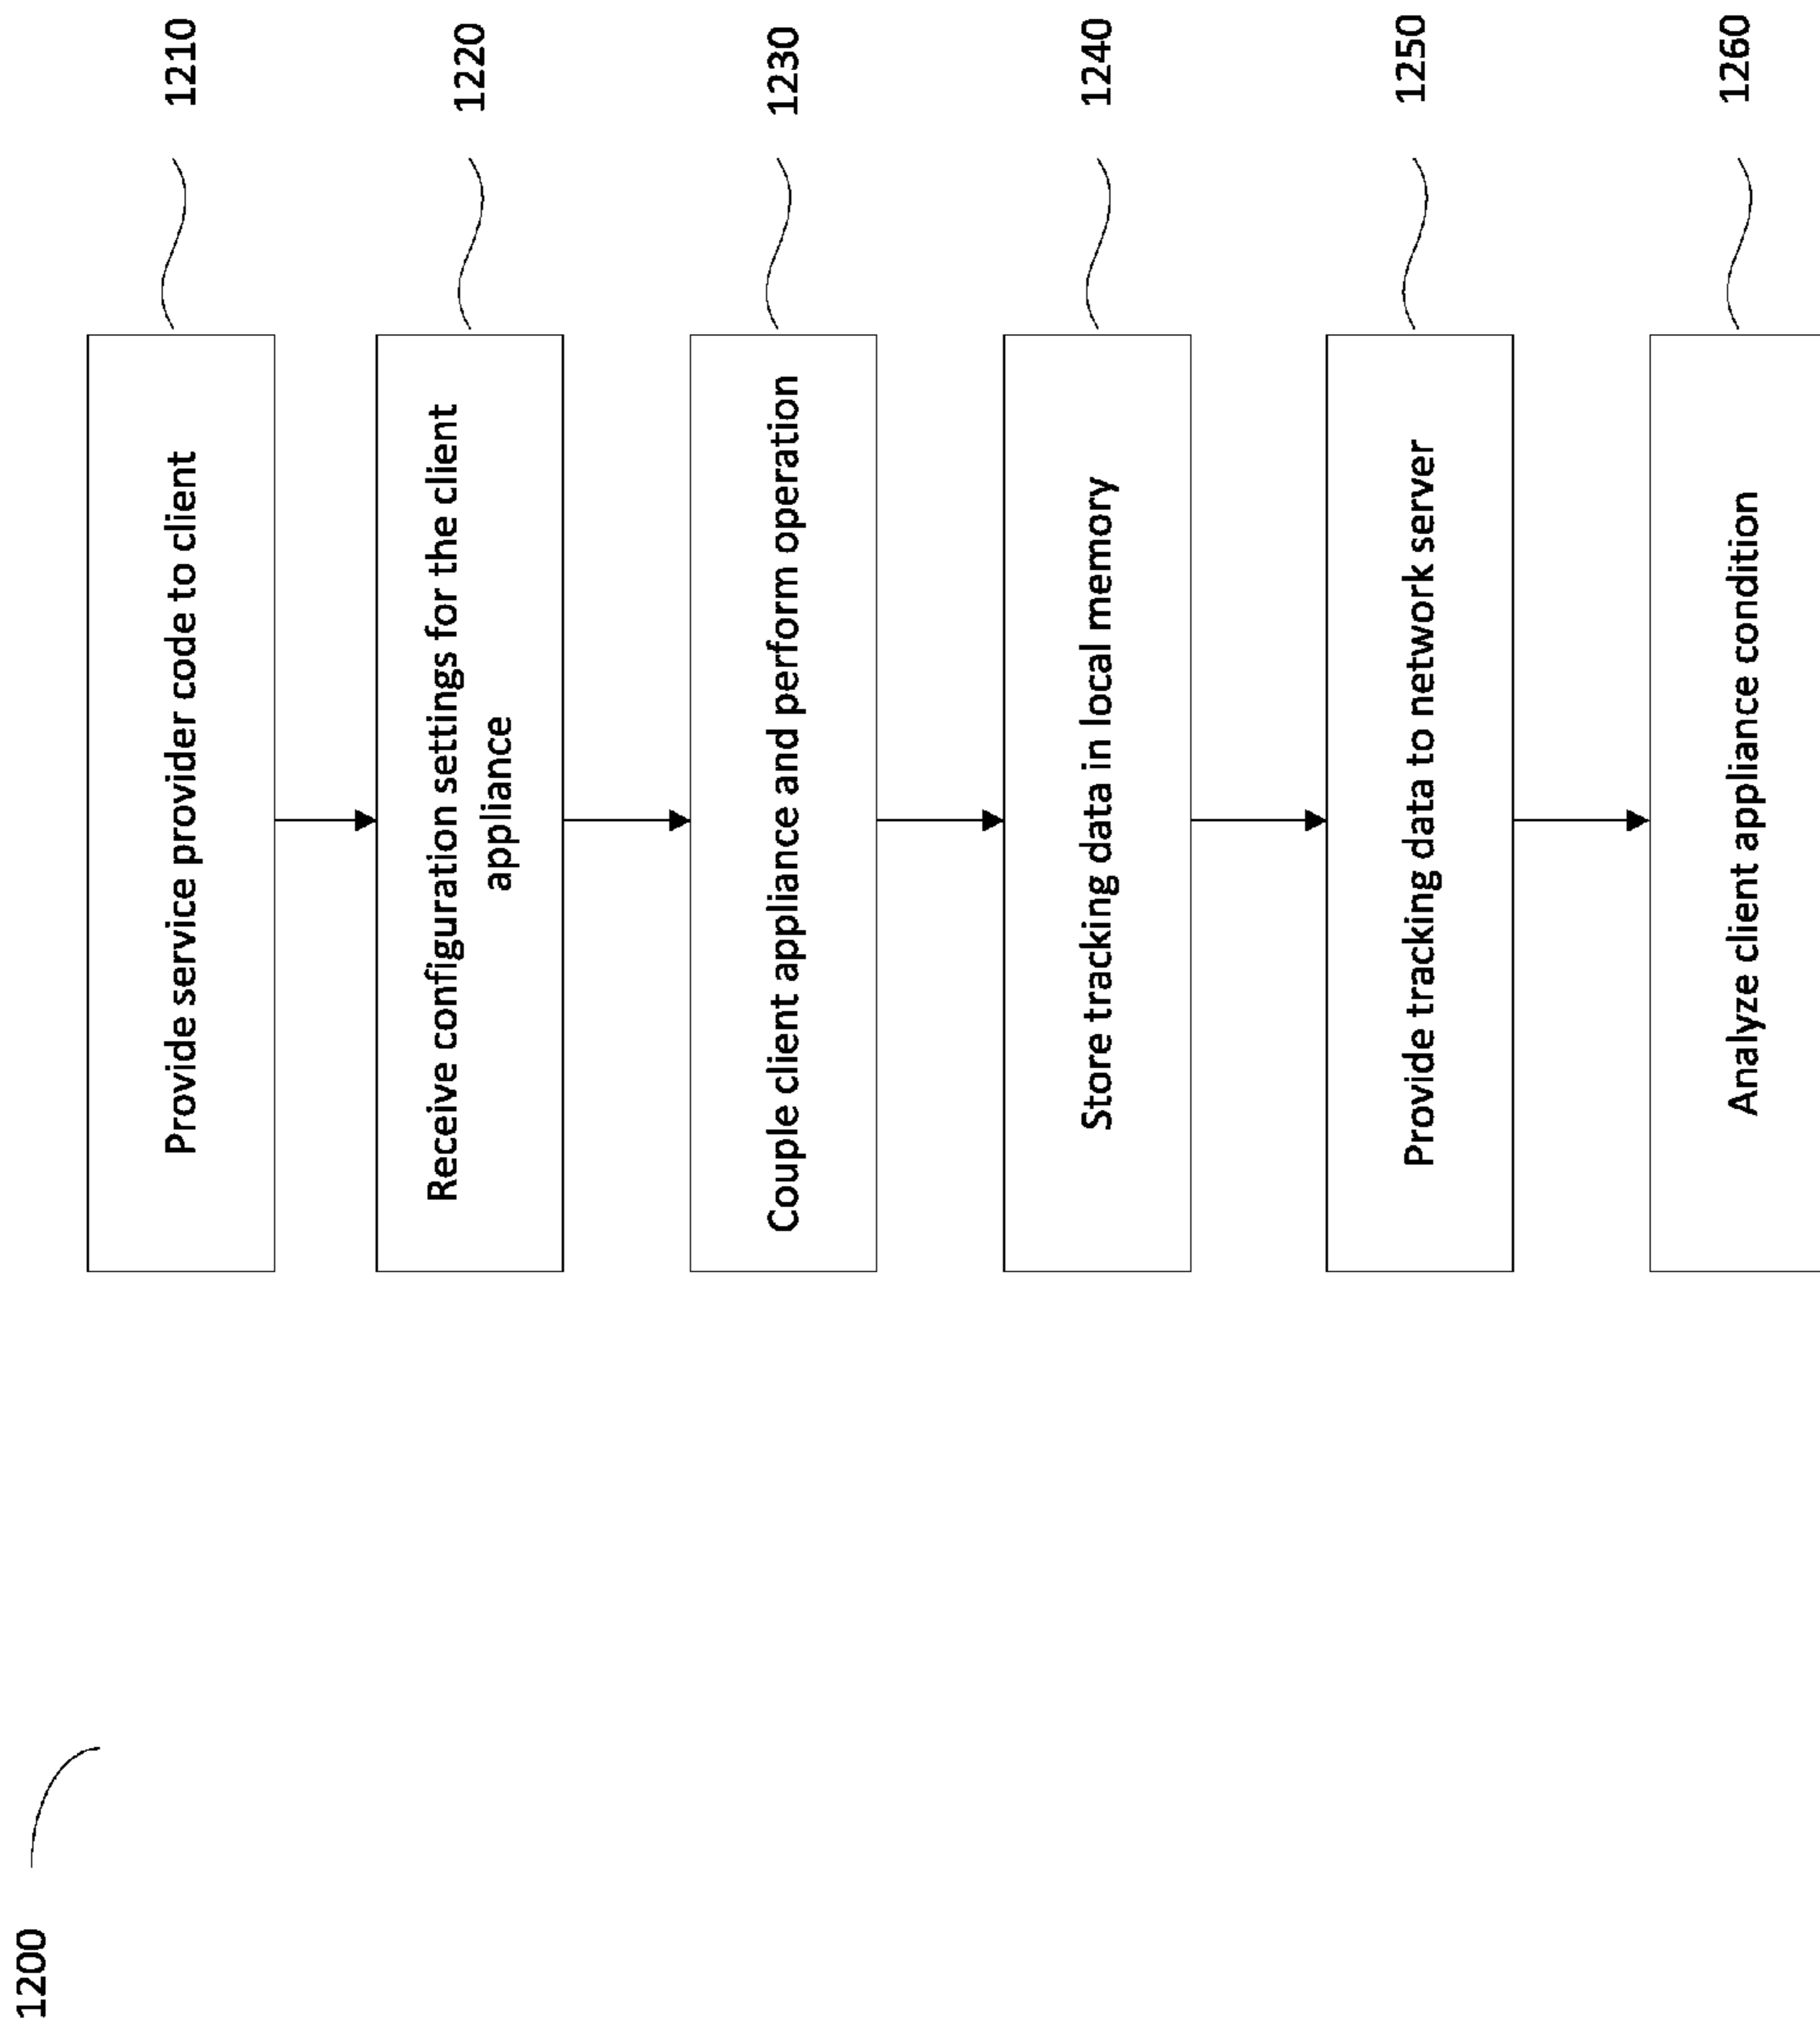 1200
Provide service provider code to client
1210
Receive configuration settings for the client
appliance
1220
Couple client appliance and perform operation
1230
Store tracking data in local memory
1240
Provide tracking data to network server
1250
Analyze client appliance condition
1260